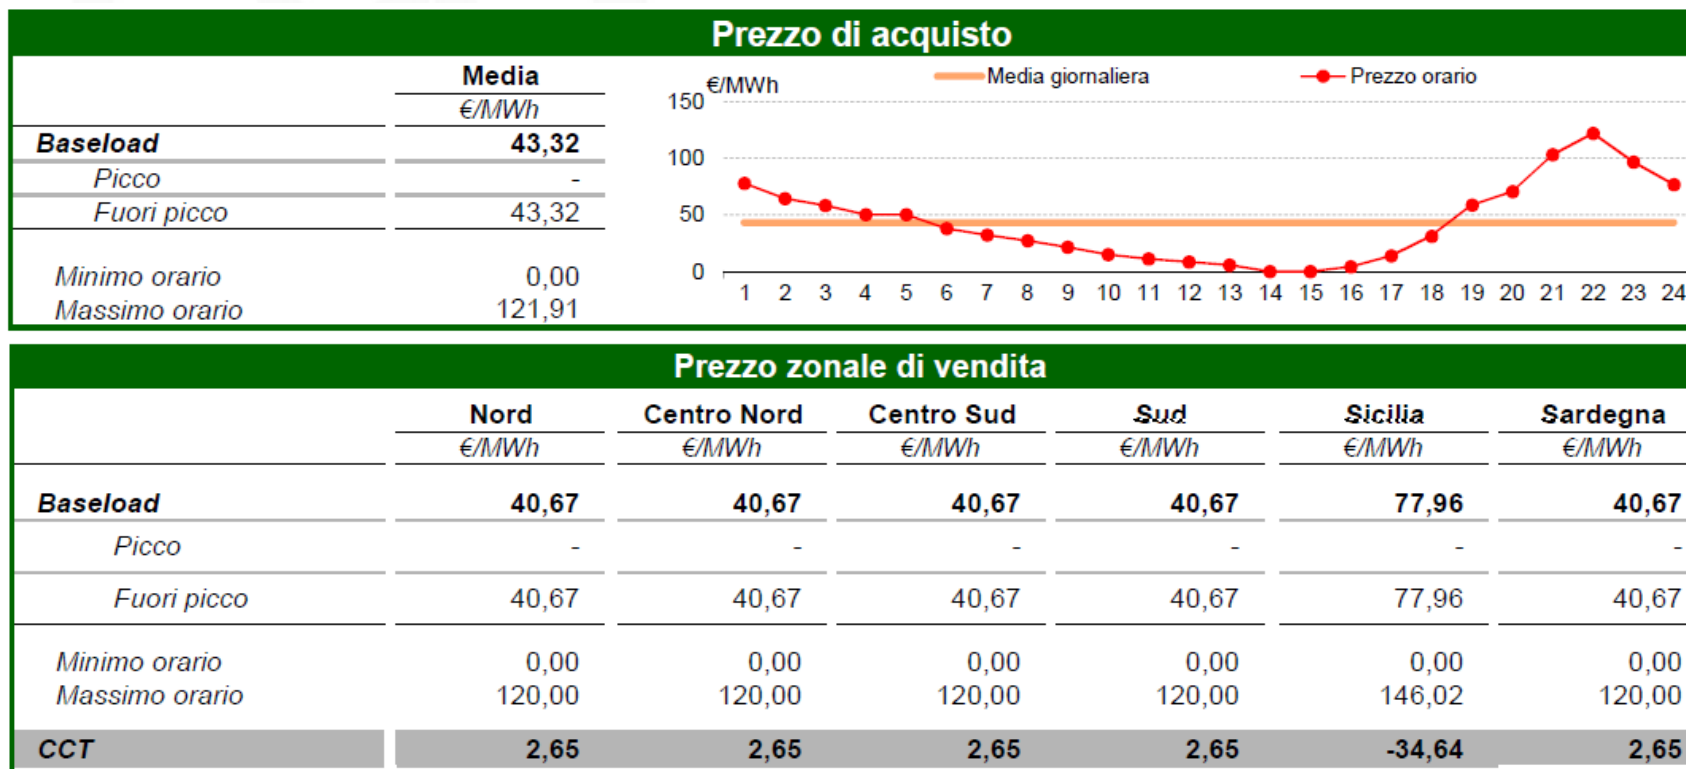 Prezzo di acquisto
Media
€/MWh
Baseload 43,32
Picco -
Fuori picco 43,32
Minimo orario 0,00
Massimo orario 121,91
€/MWh
Media giornaliera Prezzo orario
150
100
50
0
1 2 3 4 5 6 7 8 9 10 11 12 13 14 15 16 17 18 19 20 21 22 23 24
Prezzo zonale di vendita
Nord Centro Nord Centro Sud Sud Sicilia Sardegna
€/MWh €/MWh €/MWh €/MWh €/MWh €/MWh
Baseload 40,67 40,67 40,67 40,67 77,96 40,67
Picco - - - - - -
Fuori picco 40,67 40,67 40,67 40,67 77,96 40,67
Minimo orario 0,00 0,00 0,00 0,00 0,00 0,00
Massimo orario 120,00 120,00 120,00 120,00 146,02 120,00
CCT 2,65 2,65 2,65 2,65 -34,64 2,65